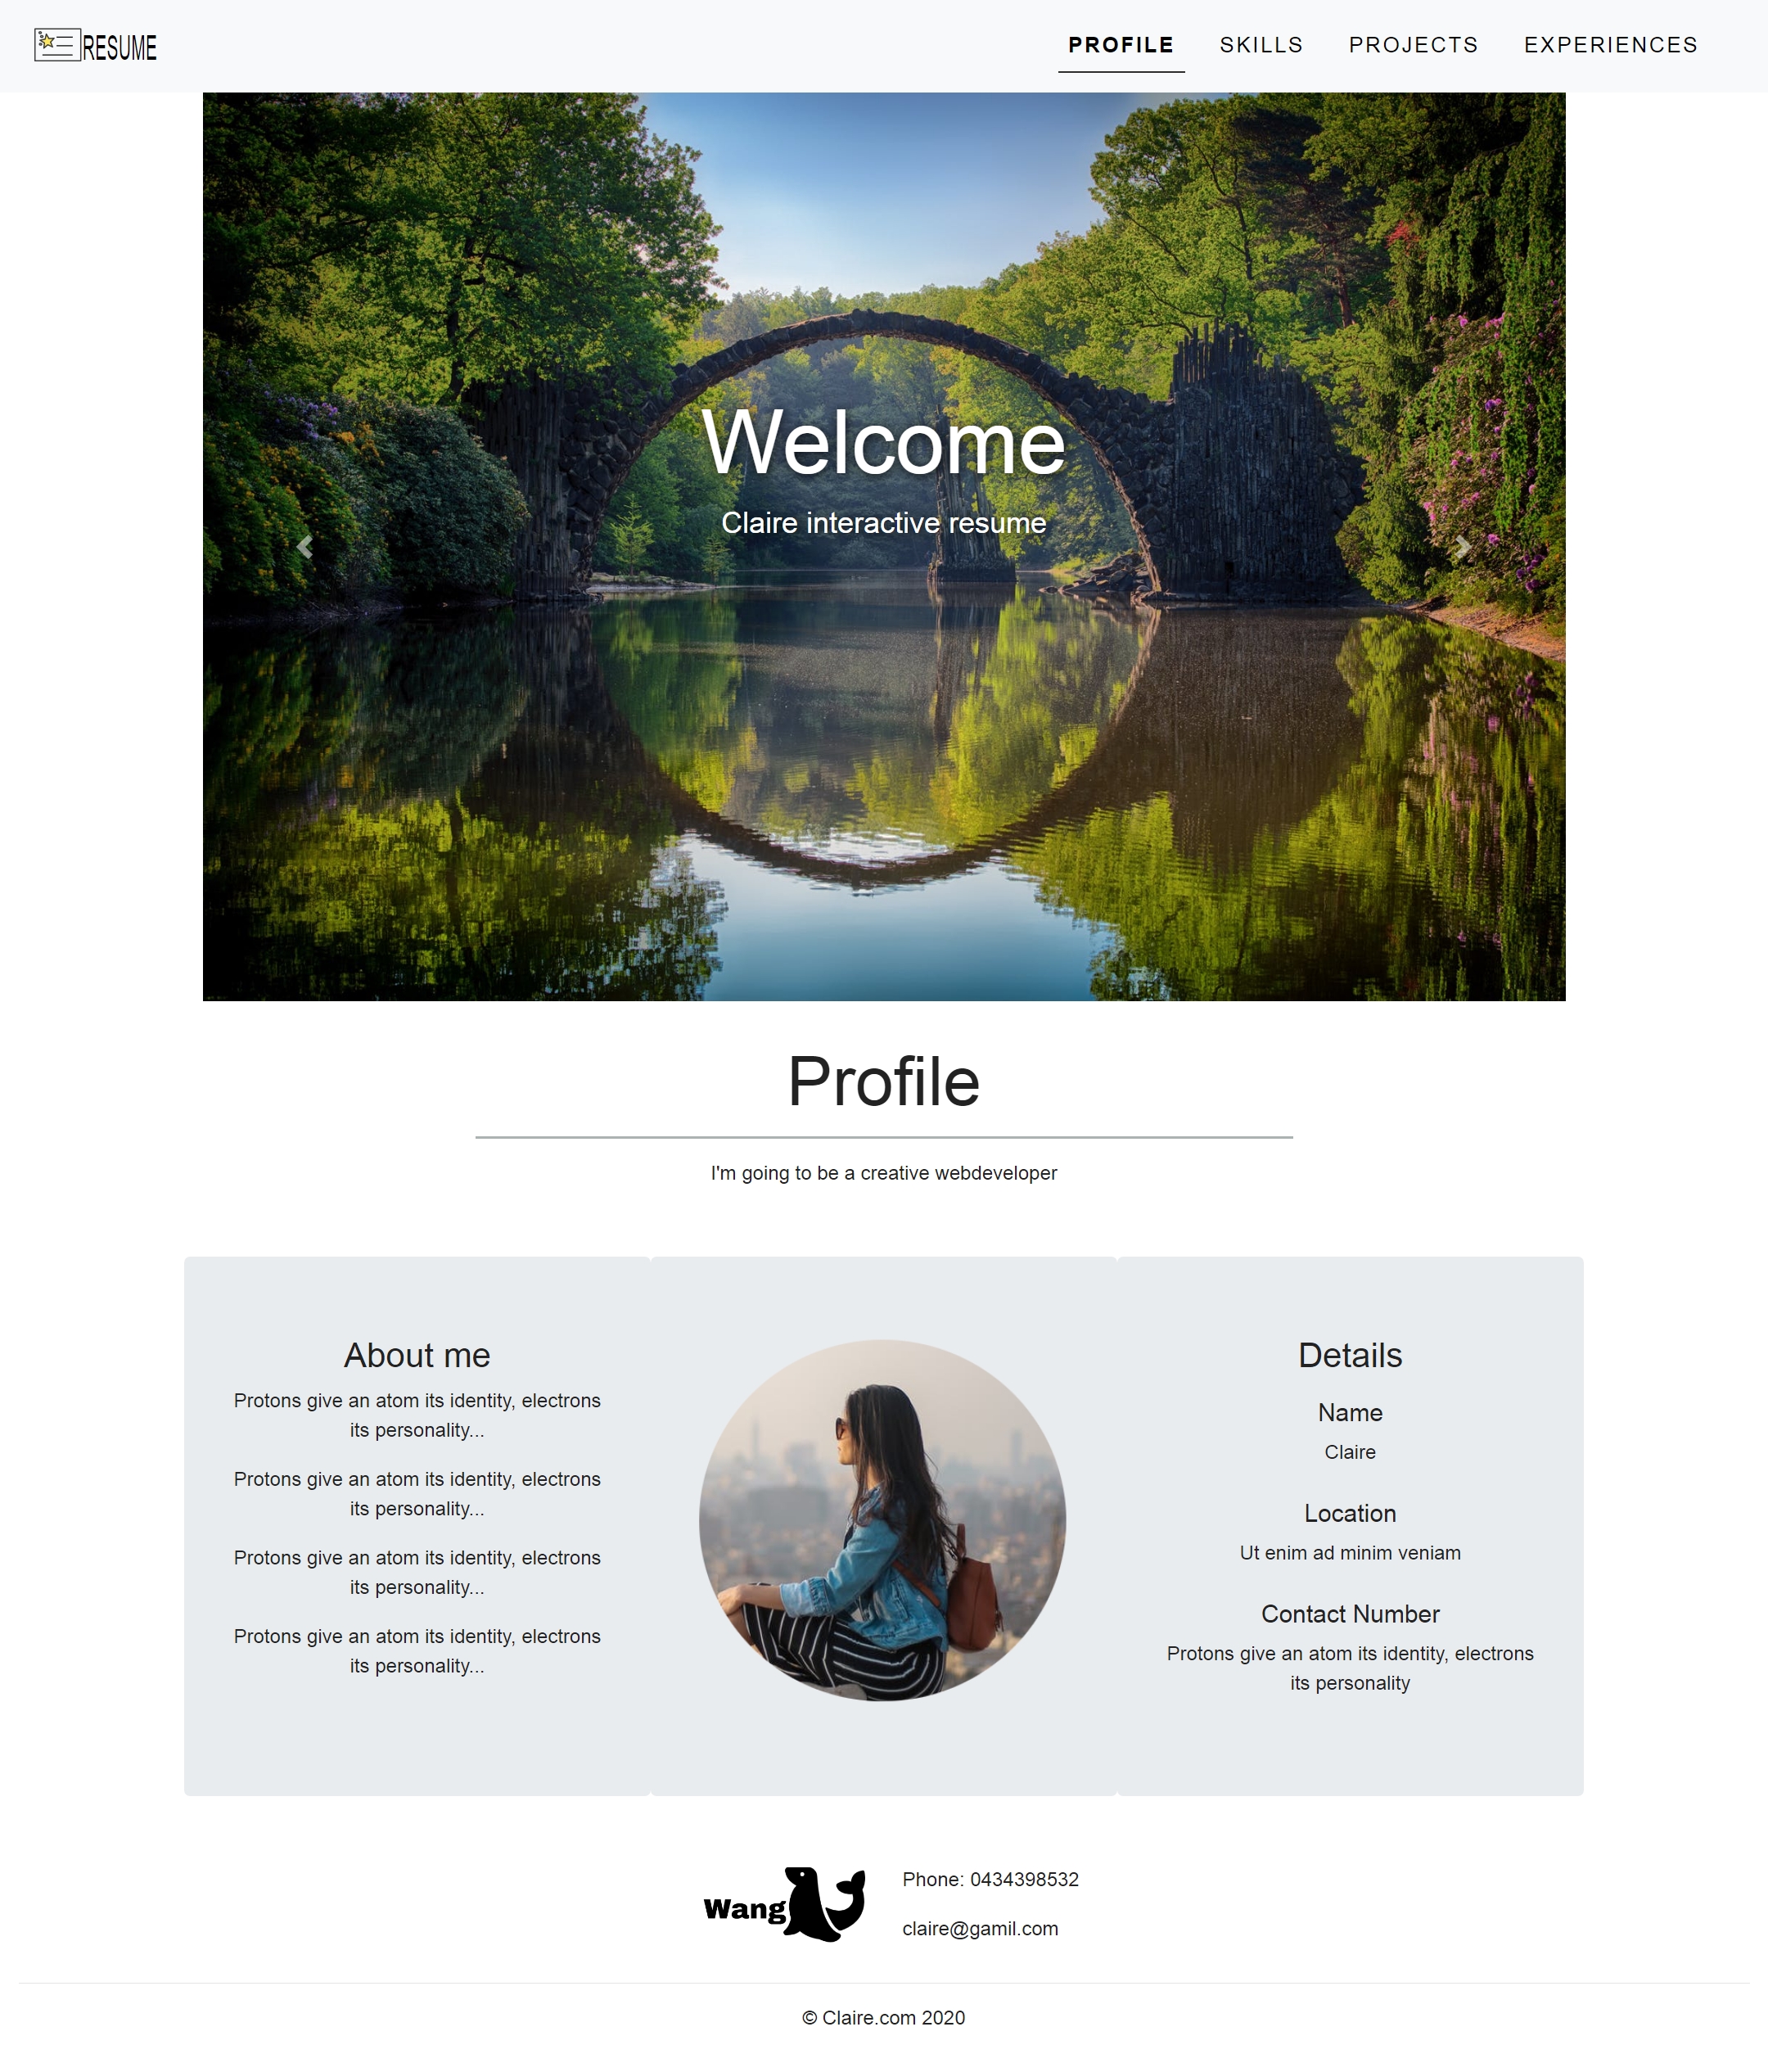 RESUME
PROFILE SKILLS PROJECTS EXPERIENCES
Welcome
Claire interactive resume
Profile
I'm going to be a creative webdeveloper
About me
Protons give an atom its identity, electrons
its personality...
Protons give an atom its identity, electrons
its personality...
Protons give an atom its identity, electrons
its personality...
Protons give an atom its identity, electrons
its personality...
Details
Name
Claire
Location
Ut enim ad minim veniam
Contact Number
Protons give an atom its identity, electrons
its personality
Wang
Phone: 0434398532
claire@gamil.com
© Claire.com 2020